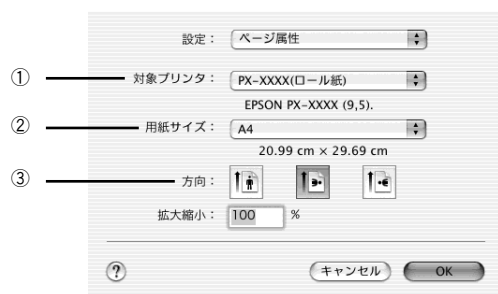 設定： ページ属性
① 対象プリンタ： PX-XXXX(ロール紙)
EPSON PX-XXXX (9,5).
② 用紙サイズ： A4
20.99 cm × 29.69 cm
③ 方向：
拡大縮小： 100 %
? キャンセル OK